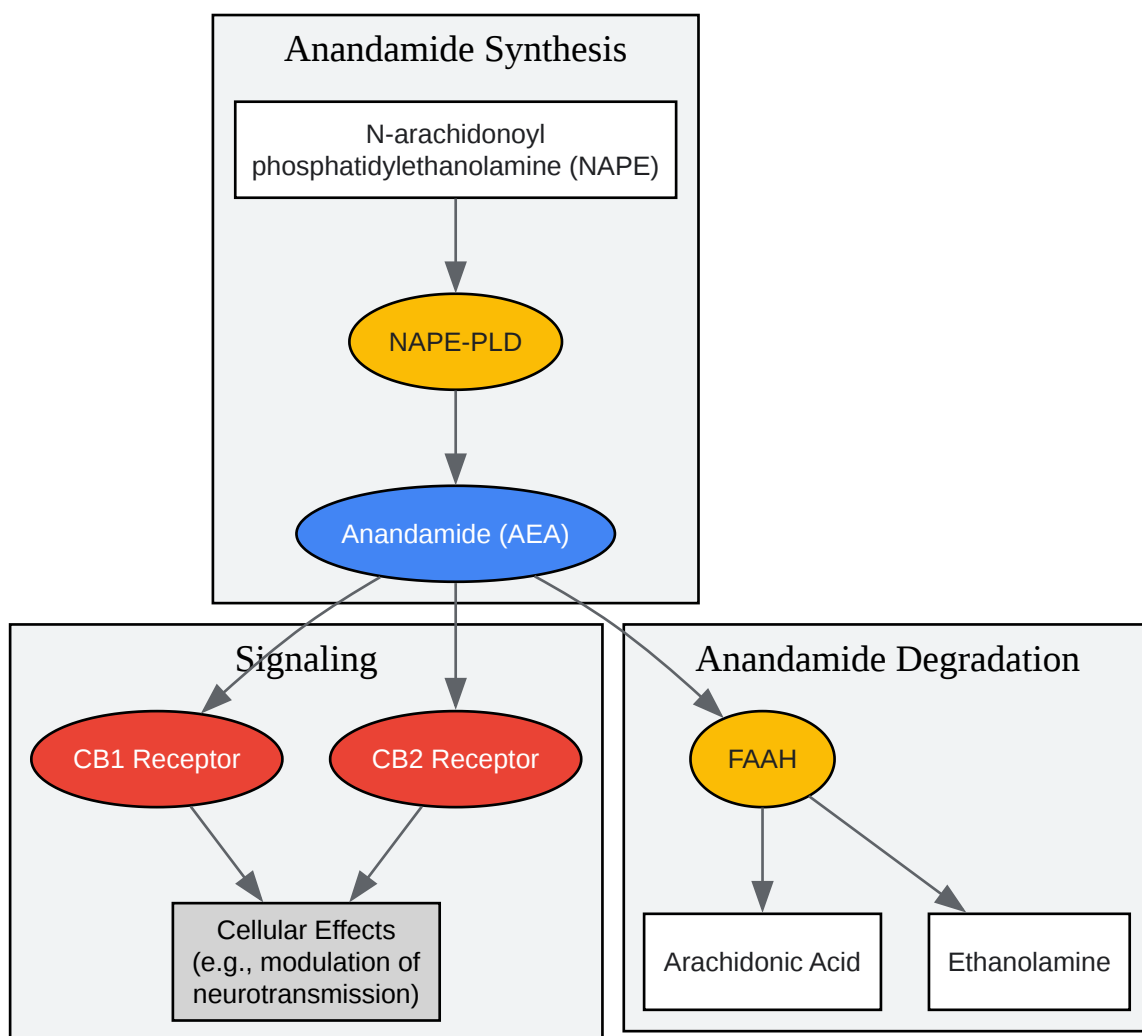 Anandamide Synthesis
N-arachidonoyl
phosphatidylethanolamine (NAPE)
NAPE-PLD
Anandamide (AEA)
Signaling
CB1 Receptor
CB2 Receptor
Cellular Effects
(e.g., modulation of
neurotransmission)
Anandamide Degradation
FAAH
Arachidonic Acid
Ethanolamine